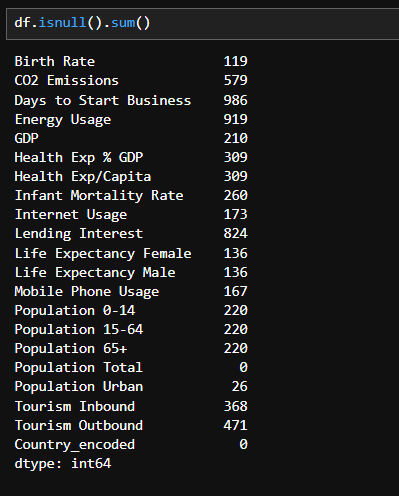 df.isnull().sum()
Birth Rate 119
CO2 Emissions 579
Days to Start Business 986
Energy Usage 919
GDP 210
Health Exp % GDP 309
Health Exp/Capita 309
Infant Mortality Rate 260
Internet Usage 173
Lending Interest 824
Life Expectancy Female 136
Life Expectancy Male 136
Mobile Phone Usage 167
Population 0-14 220
Population 15-64 220
Population 65+ 220
Population Total 0
Population Urban 26
Tourism Inbound 368
Tourism Outbound 471
Country_encoded 0
dtype: int64